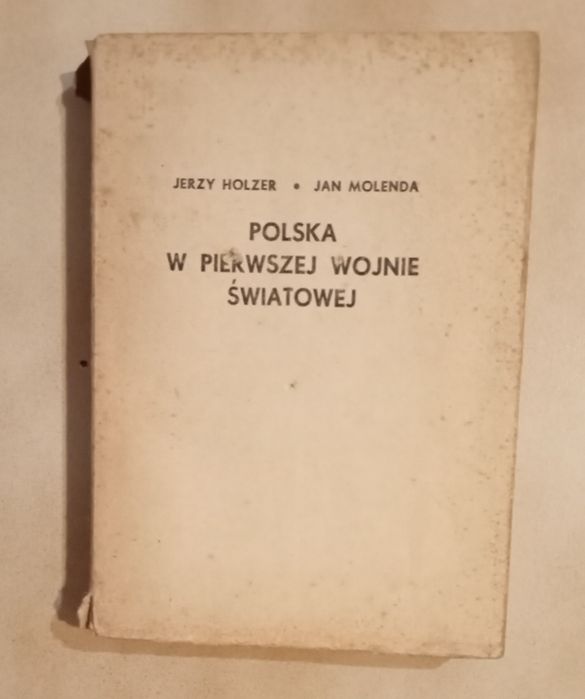 JERZY HOLZER • JAN MOLENDA
POLSKA
W PIERWSZEJ WOJNIE
ŚWIATOWEJ